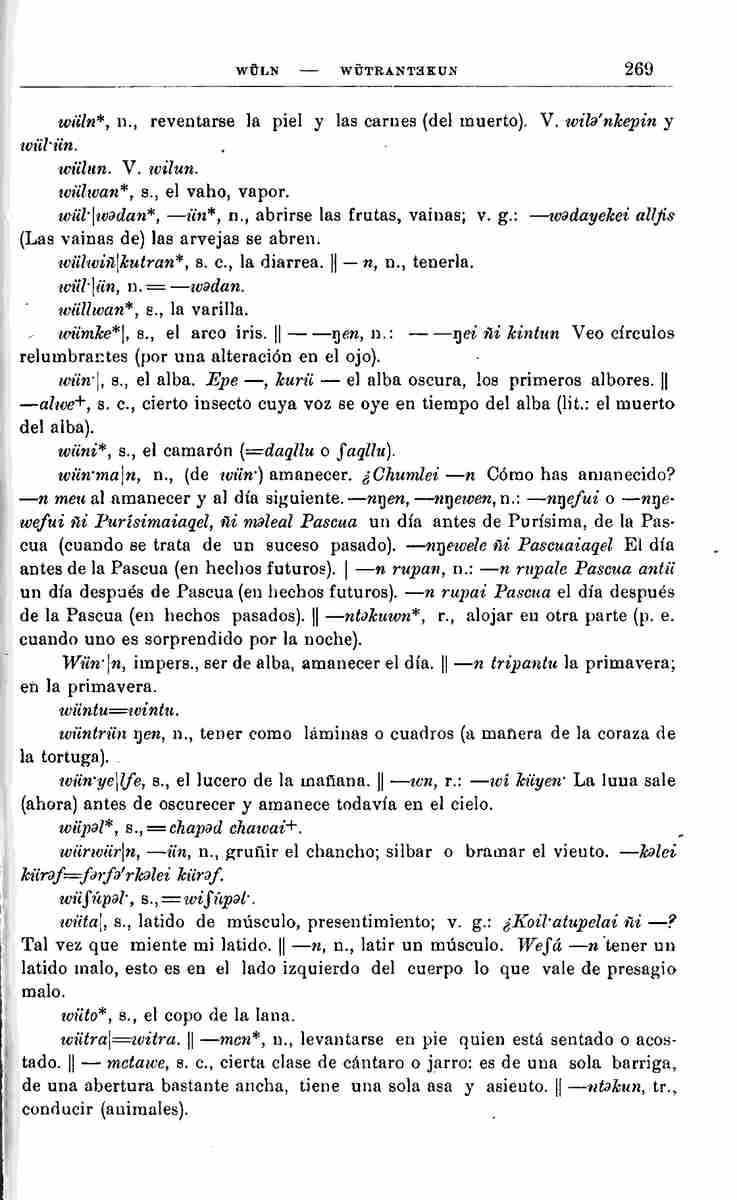 WÜLN — WÜTRANTƏKUN 269
wüln*, n., reventarse la piel y las carnes (del muerto). V. wilə'nkepin y
wül·ün.
wülun. V. wilun.
wülwan*, s., el vaho, vapor.
wül·|wədan*, —ün*, n., abrirse las frutas, vainas; v. g.: —wədayekei allfis
(Las vainas de) las arvejas se abren.
wülwiñ|kutran*, s. c., la diarrea. || — n, n., tenerla.
wül·|ün, n. = —wədan.
wüllwan*, s., la varilla.
wümke*|, s., el arco iris. || — —ŋen, n.: — —ŋei ñi kintun Veo círculos
relumbrantes (por una alteración en el ojo).
wün·|, s., el alba. Epe —, kurü — el alba oscura, los primeros albores. ||
—alwe+, s. c., cierto insecto cuya voz se oye en tiempo del alba (lit.: el muerto
del alba).
wüni*, s., el camarón (=daqllu o ʃaqllu).
wün·ma|n, n., (de wün·) amanecer. ¿Chumlei —n Cómo has amanecido?
—n meu al amanecer y al día siguiente. —nŋen, —nŋewen, n.: —nŋefui o —nŋe-
wefui ñi Purísimaiaqel, ñi məleal Pascua un día antes de Purísima, de la Pas-
cua (cuando se trata de un suceso pasado). —nŋewele ñi Pascuaiaqel El día
antes de la Pascua (en hechos futuros). | —n rupan, n.: —n rupale Pascua antü
un día después de Pascua (en hechos futuros). —n rupai Pascua el día después
de la Pascua (en hechos pasados). || —ntəkuwn*, r., alojar en otra parte (p. e.
cuando uno es sorprendido por la noche).
Wün·|n, impers., ser de alba, amanecer el día. || —n tripantu la primavera;
en la primavera.
wüntu=wintu.
wüntrün ŋen, n., tener como láminas o cuadros (a mañera de la coraza de
la tortuga).
wün·ye|lfe, s., el lucero de la mañana. || —wn, r.: —wi küyen· La luna sale
(ahora) antes de oscurecer y amanece todavía en el cielo.
wüpəl*, s., = chapəd chawai+.
würwür|n, —ün, n., gruñir el chancho; silbar o bramar el viento. —kəlei
kürəf=fərfə'rkəlei kürəf.
wüʃúpəl·, s., = wiʃúpəl·.
wüta|, s., latido de músculo, presentimiento; v. g.: ¿Koil·atupelai ñi —?
Tal vez que miente mi latido. || —n, n., latir un músculo. Weʃá —n tener un
latido malo, esto es en el lado izquierdo del cuerpo lo que vale de presagio
malo.
wüto*, s., el copo de la lana.
wütra|=witra. || —men*, n., levantarse en pie quien está sentado o acos-
tado. || — metawe, s. c., cierta clase de cántaro o jarro: es de una sola barriga,
de una abertura bastante ancha, tiene una sola asa y asiento. || —ntəkun, tr.,
conducir (animales).